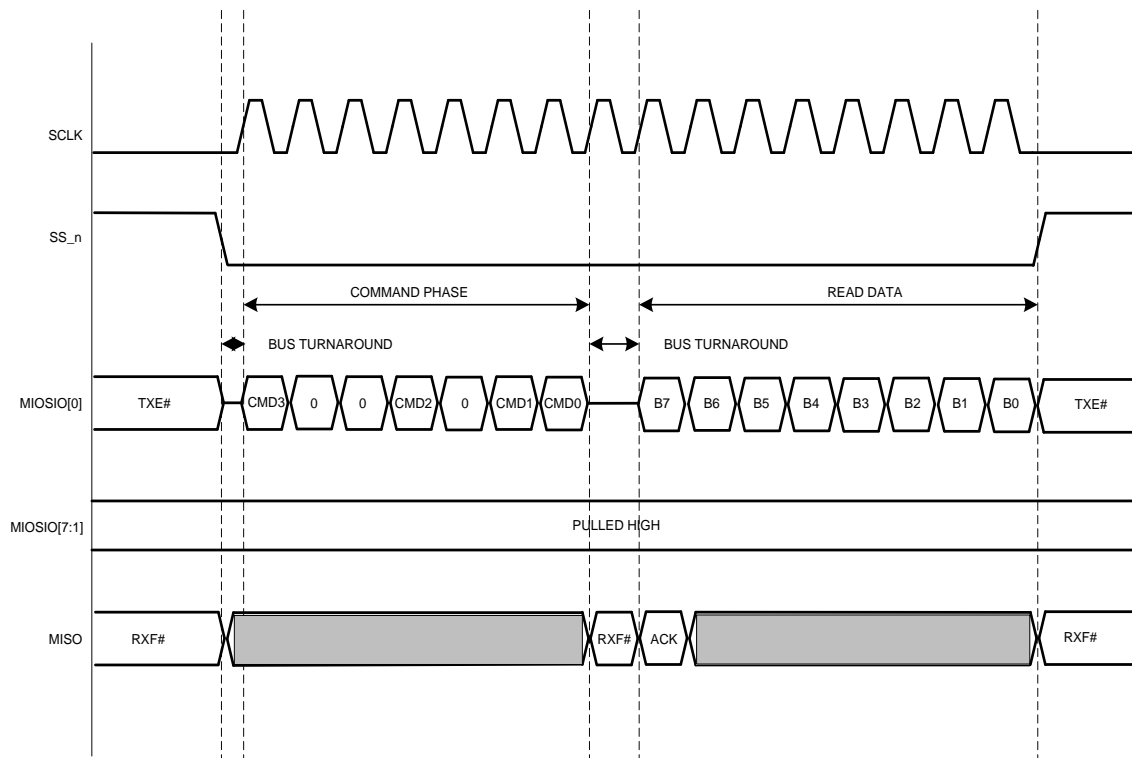 SCLK
SS_n
COMMAND PHASE READ DATA
BUS TURNAROUND BUS TURNAROUND
MIOSIO[0] TXE# CMD3 0 0 CMD2 0 CMD1 CMD0 B7 B6 B5 B4 B3 B2 B1 B0 TXE#
MIOSIO[7:1] PULLED HIGH
MISO RXF# RXF# ACK RXF#